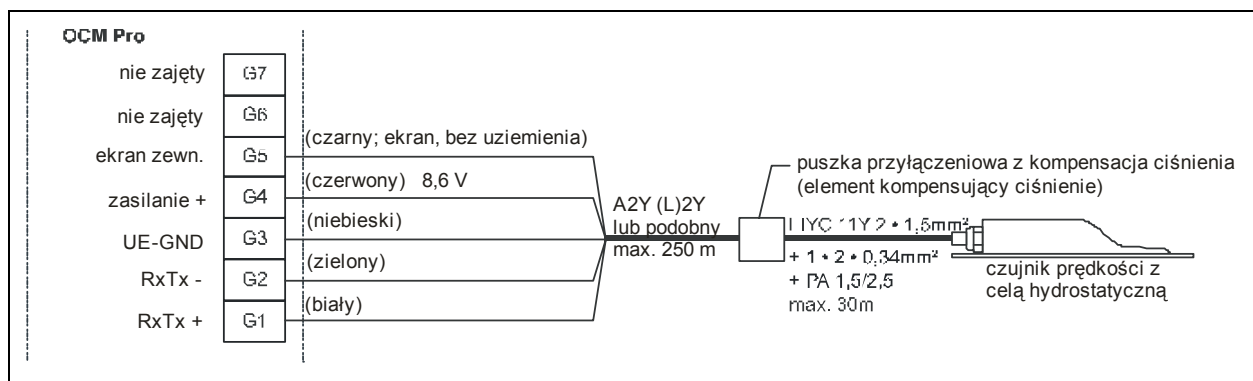 OCM Pro
nie zajęty G7
nie zajęty G6
ekran zewn. G5 (czarny; ekran, bez uziemienia)
zasilanie + G4 (czerwony) 8,6 V
UE-GND G3 (niebieski)
RxTx - G2 (zielony)
RxTx + G1 (biały)
A2Y (L)2Y
lub podobny
max. 250 m
puszka przyłączeniowa z kompensacja ciśnienia
(element kompensujący ciśnienie)
LIYC 11Y 2 * 1,5mm²
+ 1 * 2 * 0,34mm²
+ PA 1,5/2,5
max. 30m
czujnik prędkości z
celą hydrostatyczną